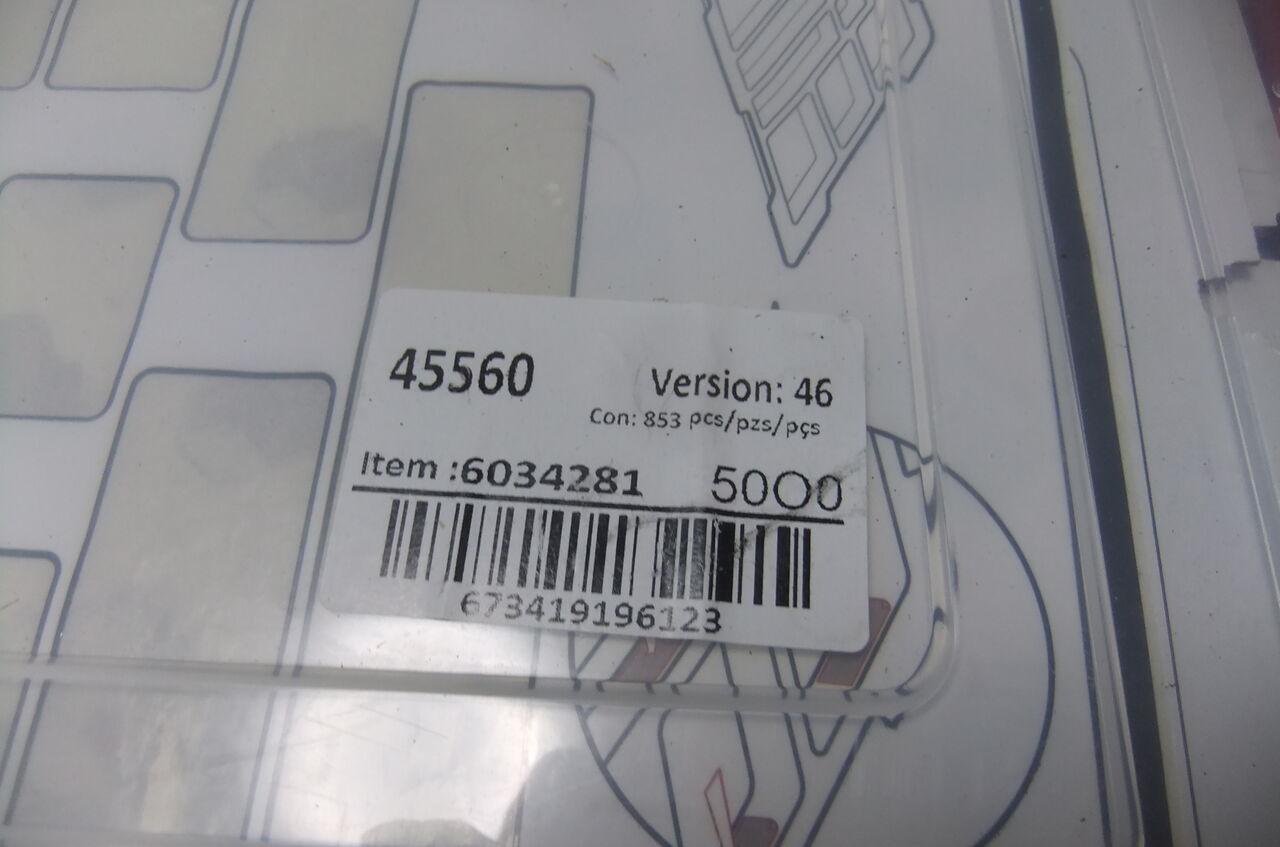 45560
Version: 46
Con: 853 pcs/pzs/pçs
Item :6034281 5000
673419196123